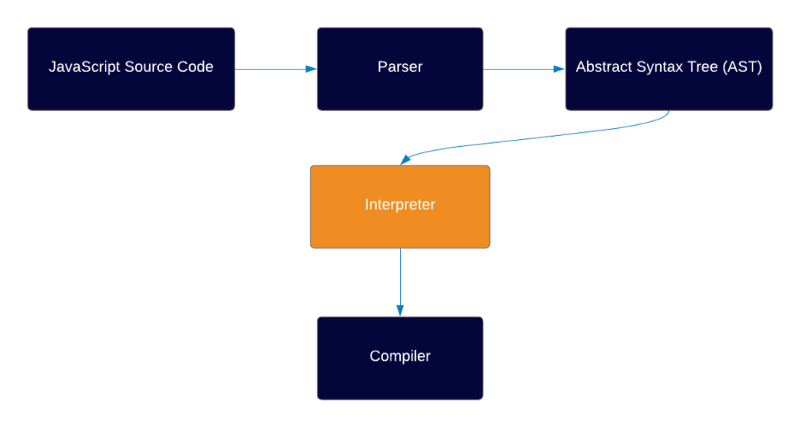 JavaScript Source Code
Parser
Abstract Syntax Tree (AST)
Interpreter
Compiler